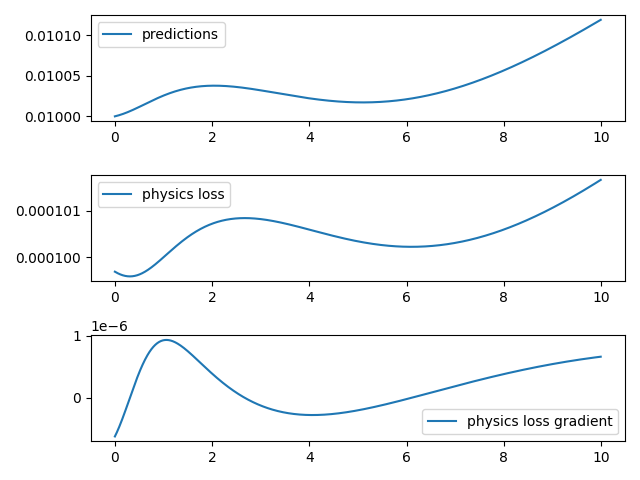 predictions
0.01010
0.01005
0.01000
0 2 4 6 8 10
physics loss
0.000101
0.000100
0 2 4 6 8 10
1e−6
1
0
physics loss gradient
0 2 4 6 8 10